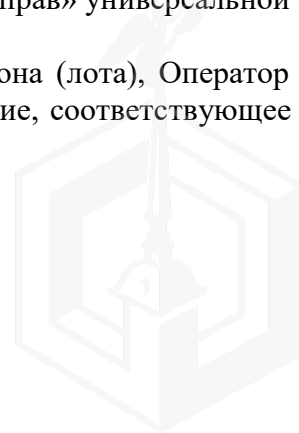 прав» универсальной
она (лота), Оператор
ие, соответствующее